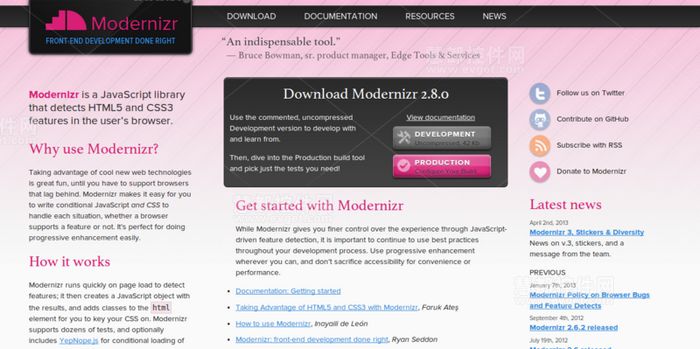 Modernizr
FRONT-END DEVELOPMENT DONE RIGHT
DOWNLOAD DOCUMENTATION RESOURCES NEWS
“An indispensable tool.”
— Bruce Bowman, sr. product manager, Edge Tools & Services
Modernizr is a JavaScript library
that detects HTML5 and CSS3
features in the user’s browser.
Why use Modernizr?
Taking advantage of cool new web technologies
is great fun, until you have to support browsers
that lag behind. Modernizr makes it easy for you
to write conditional JavaScript and CSS to
handle each situation, whether a browser
supports a feature or not. It’s perfect for doing
progressive enhancement easily.
How it works
Modernizr runs quickly on page load to detect
features; it then creates a JavaScript object with
the results, and adds classes to the html
element for you to key your CSS on. Modernizr
supports dozens of tests, and optionally
includes YepNope.js for conditional loading of
Download Modernizr 2.8.0
Use the commented, uncompressed
Development version to develop with
and learn from.
Then, dive into the Production build tool
and pick just the tests you need!
View documentation
DEVELOPMENT
Uncompressed, 42 Kb
PRODUCTION
Configure Your Build
Get started with Modernizr
While Modernizr gives you finer control over the experience through JavaScript-
driven feature detection, it is important to continue to use best practices
throughout your development process. Use progressive enhancement
wherever you can, and don’t sacrifice accessibility for convenience or
performance.
Documentation: Getting started
Taking Advantage of HTML5 and CSS3 with Modernizr, Faruk Ateş
How to use Modernizr, Inayaili de León
Modernizr: front-end development done right, Ryan Seddon
Follow us on Twitter
Contribute on GitHub
Subscribe with RSS
Donate to Modernizr
Latest news
April 2nd, 2013
Modernizr 3, Stickers & Diversity
News on v.3, stickers, and a
message from the team.
PREVIOUS
January 7th, 2013
Modernizr Policy on Browser Bugs
and Feature Detects
September 4th, 2012
Modernizr 2.6.2 released
July 19th, 2012
www.evget.com